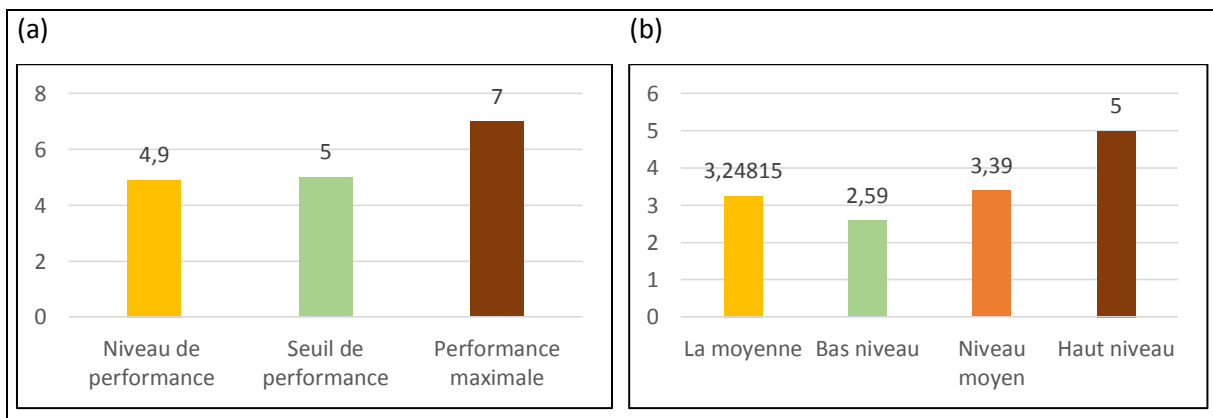 (a)
8
6
4
2
0
4,9
5
7
Niveau de
performance
Seuil de
performance
Performance
maximale
(b)
6
5
4
3
2
1
0
3,24815
2,59
3,39
5
La moyenne
Bas niveau
Niveau
moyen
Haut niveau